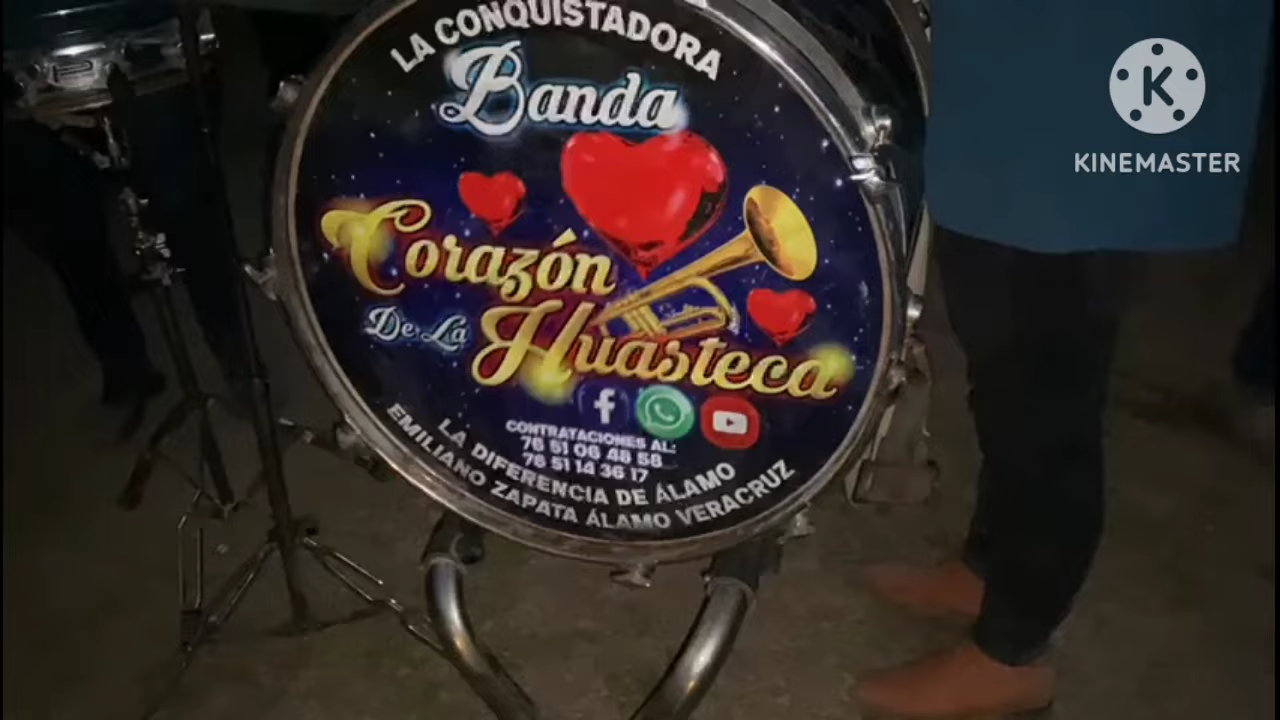 LA CONQUISTADORA
Banda
Corazón
De La Huasteca
CONTRATACIONES AL:
76 51 06 48 58
76 51 14 36 17
LA DIFERENCIA DE ÁLAMO
EMILIANO ZAPATA ÁLAMO VERACRUZ
K
KINEMASTER